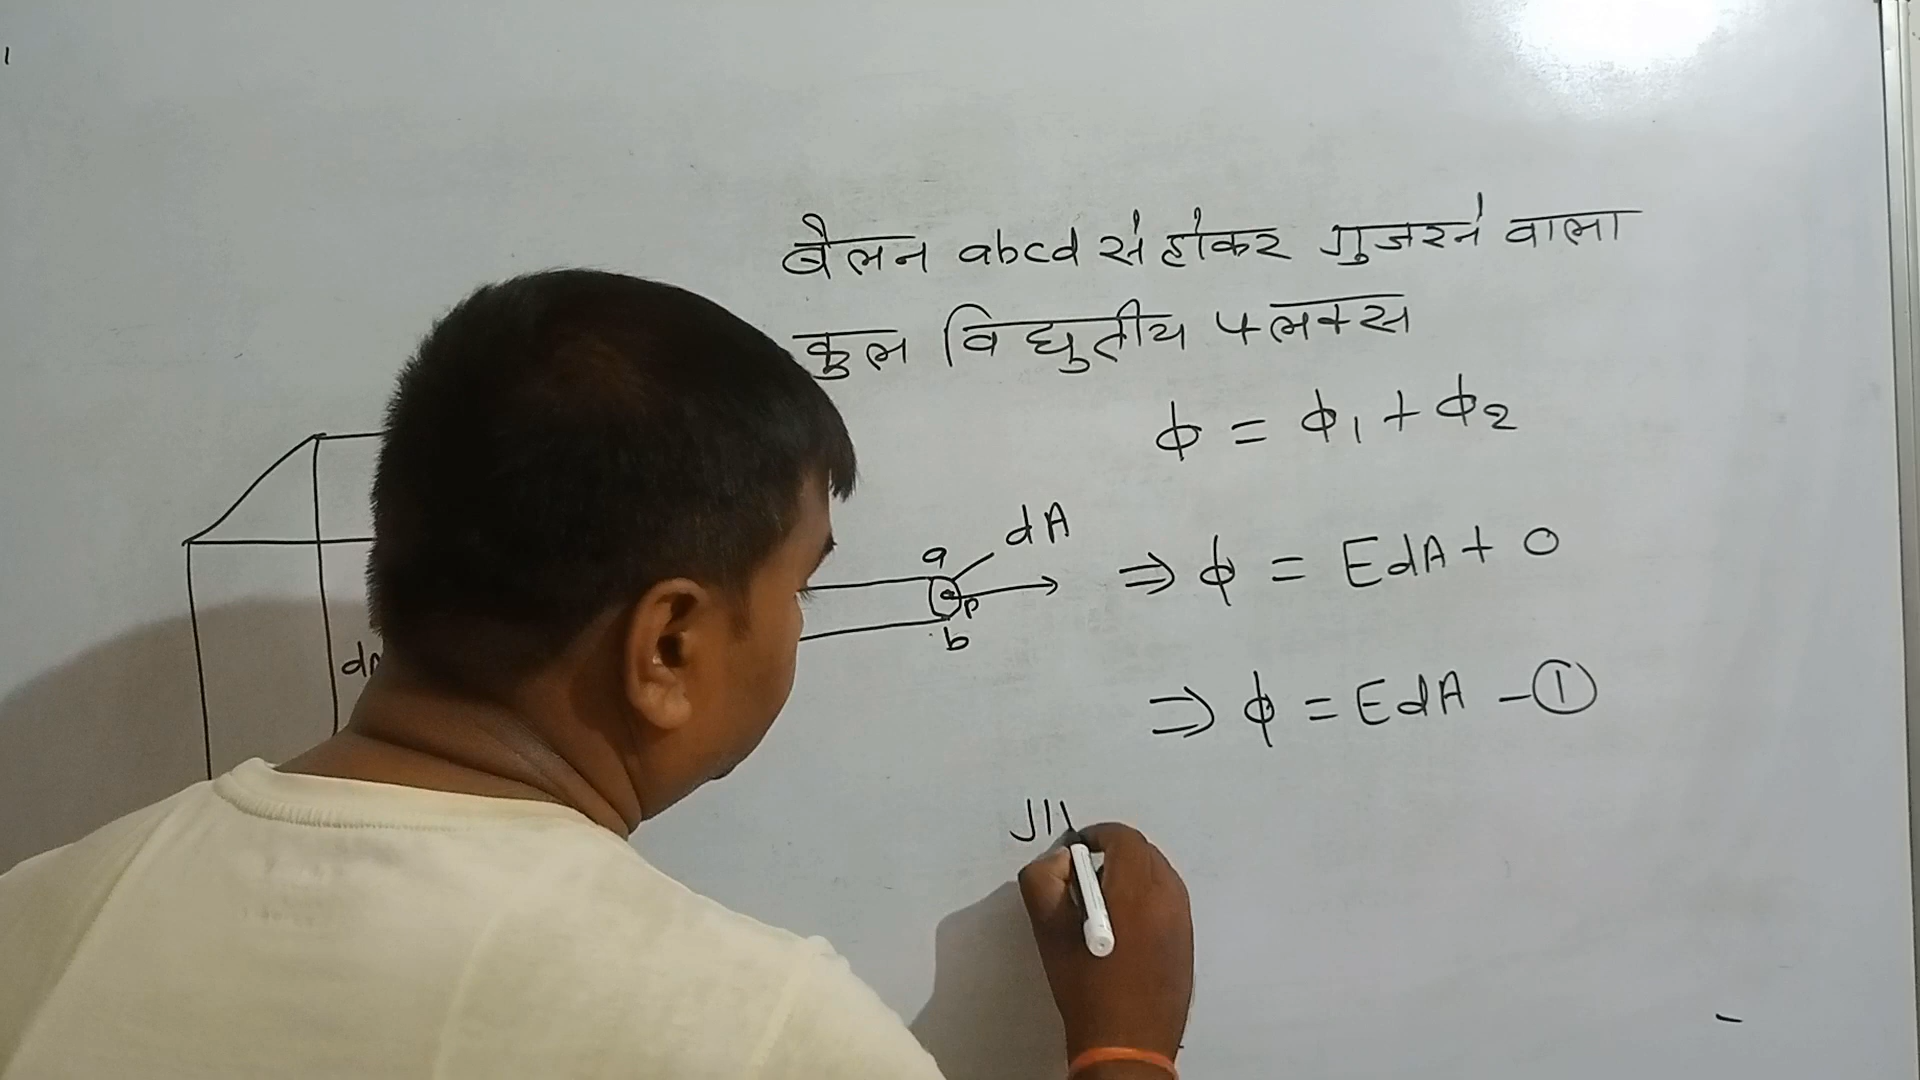 बेलन abcd से होकर गुजरने वाला
कुल विद्युतीय फ्लक्स
ϕ = ϕ₁ + ϕ₂
dA
a
P
b
⇒ ϕ = EdA + 0
⇒ ϕ = EdA - ①